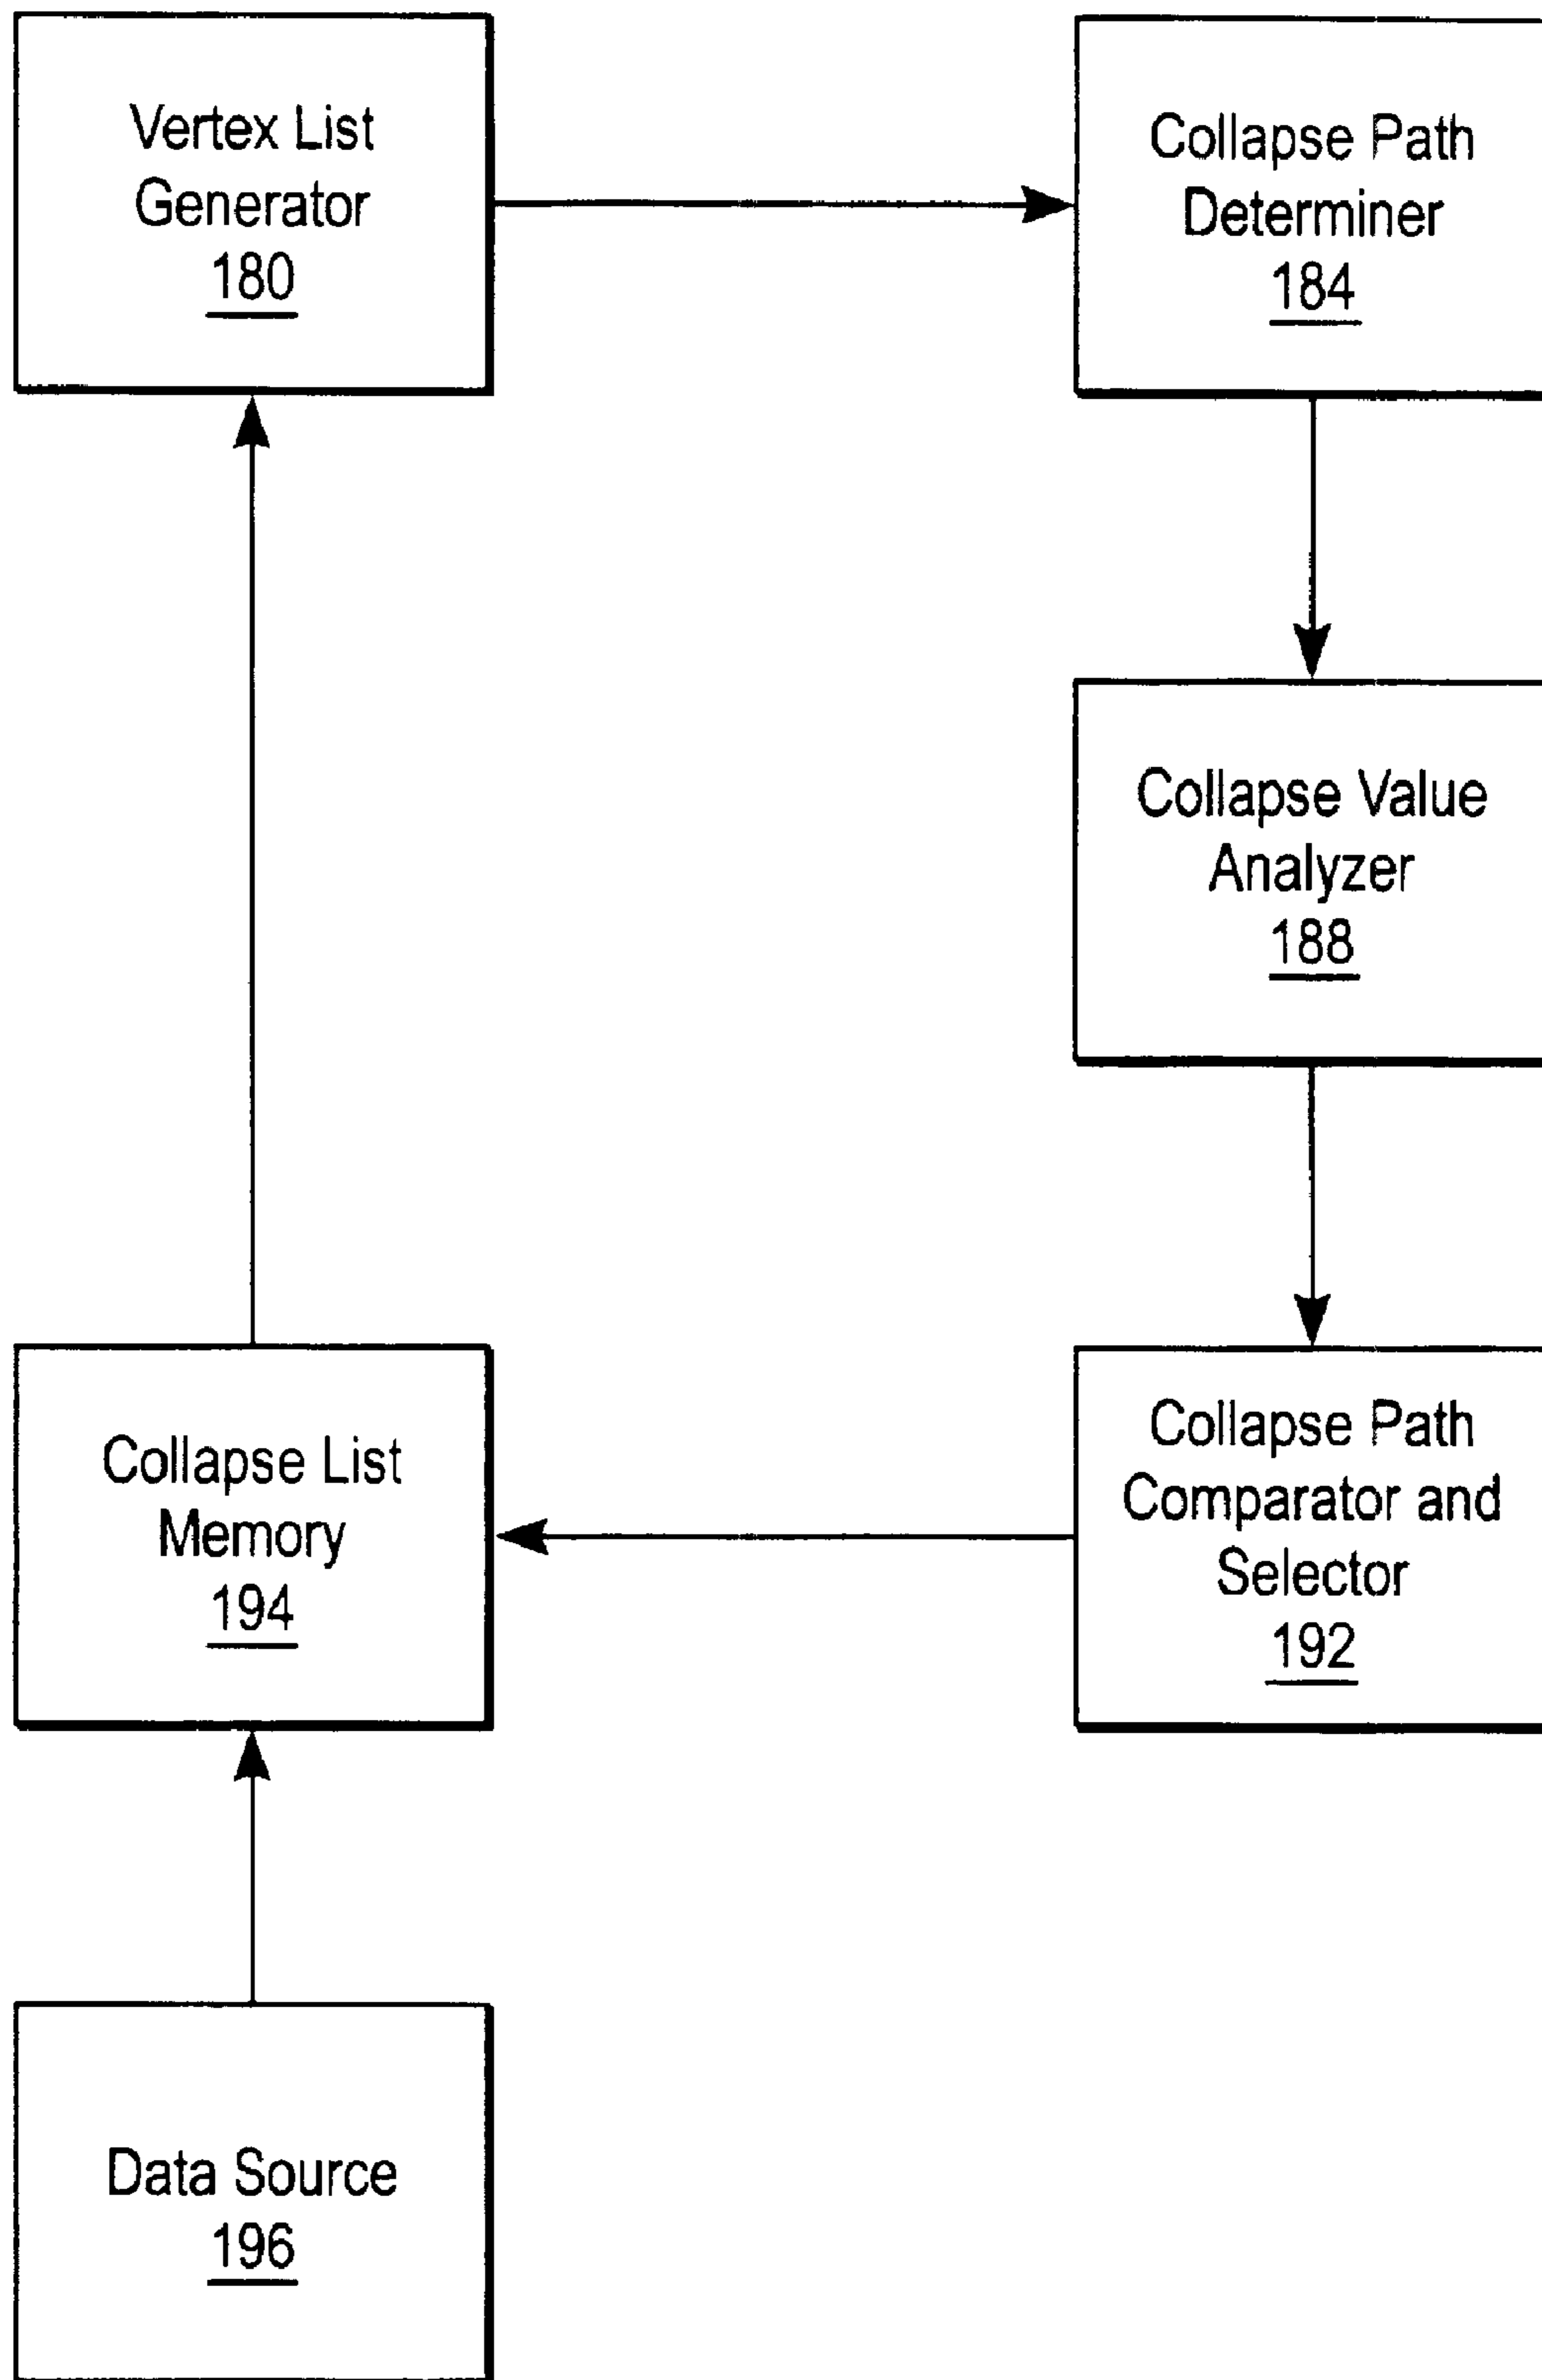 Vertex List
Generator
180
Collapse Path
Determiner
184
Collapse Value
Analyzer
188
Collapse List
Memory
194
Collapse Path
Comparator and
Selector
192
Data Source
196